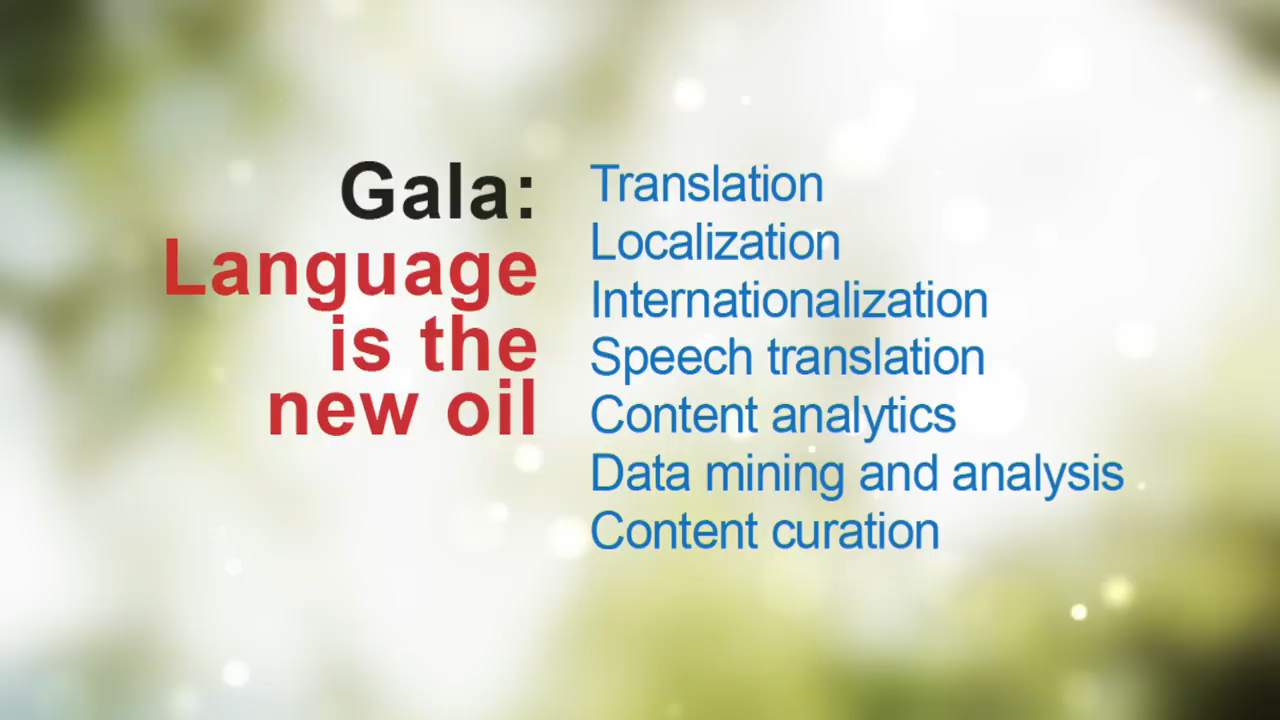 Gala:
Language
is the
new oil
Translation
Localization
Internationalization
Speech translation
Content analytics
Data mining and analysis
Content curation